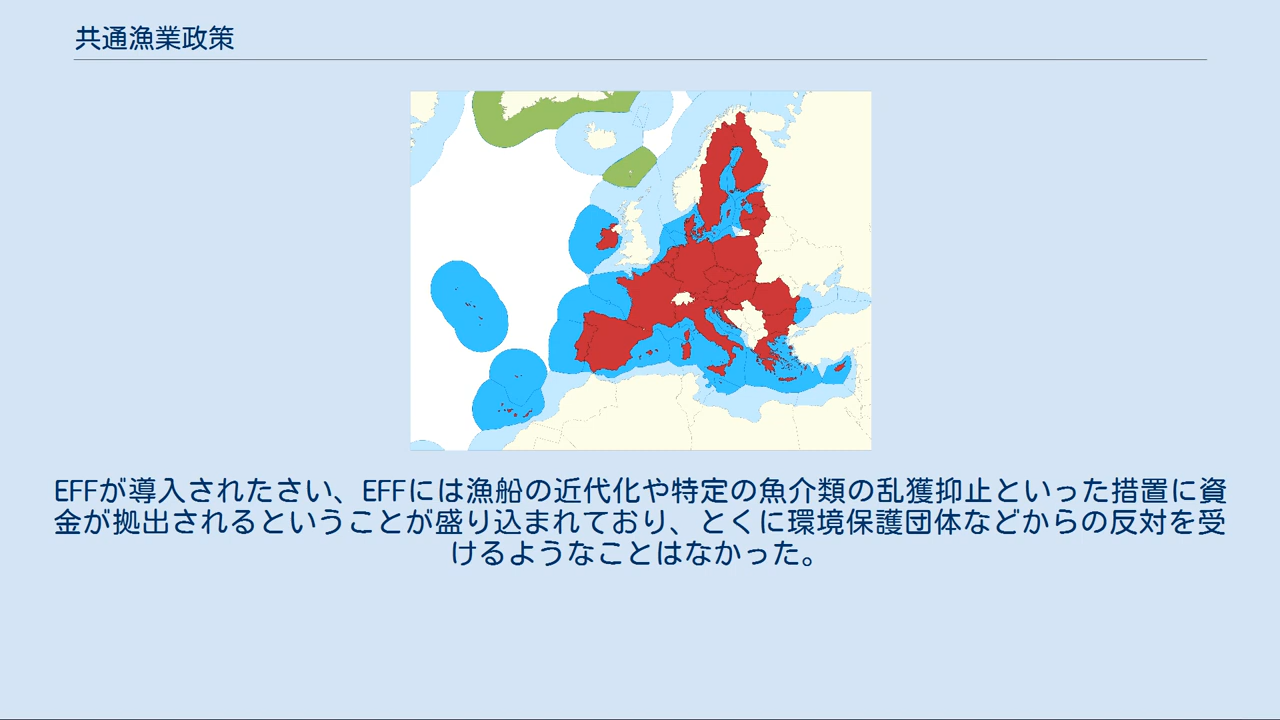 共通漁業政策
EFFが導入されたさい、EFFには漁船の近代化や特定の魚介類の乱獲抑止といった措置に資
金が拠出されるということが盛り込まれており、とくに環境保護団体などからの反対を受
けるようなことはなかった。